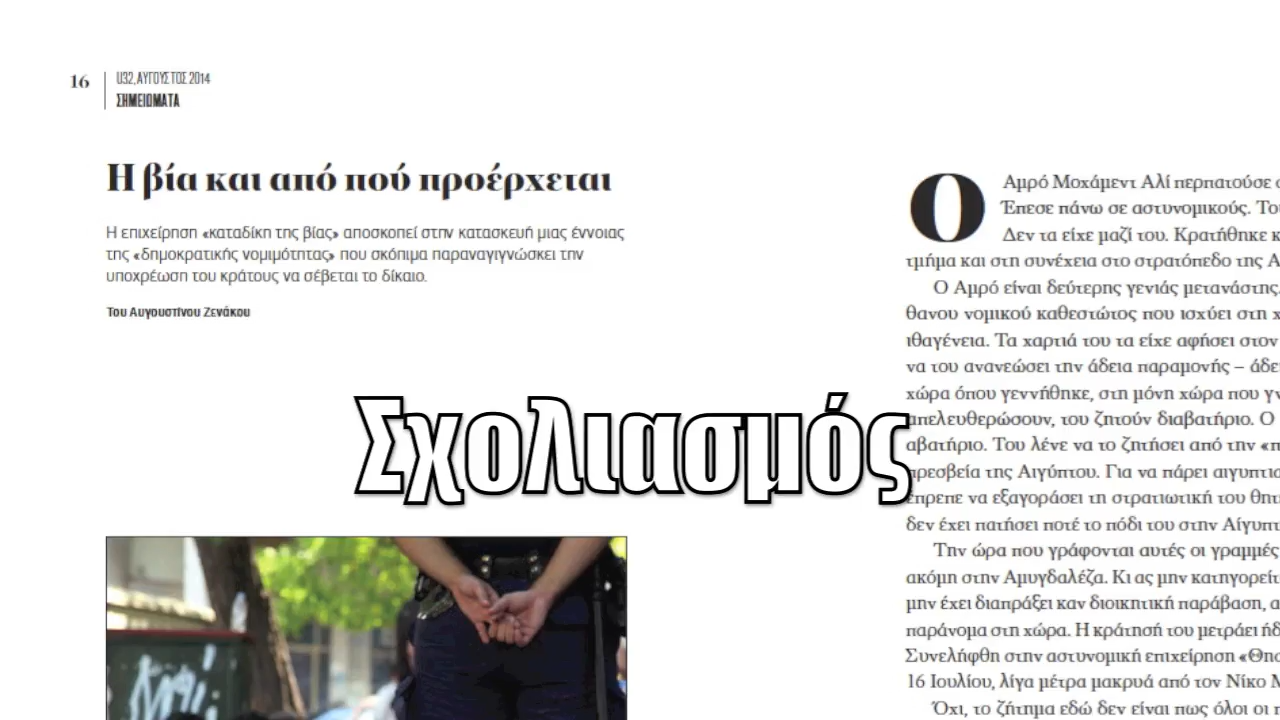 16
U32, ΑΥΓΟΥΣΤΟΣ 2014
ΣΗΜΕΙΩΜΑΤΑ
Η βία και από πού προέρχεται
Η επιχείρηση «καταδίκη της βίας» αποσκοπεί στην κατασκευή μιας έννοιας
της «δημοκρατικής νομιμότητας» που σκόπιμα παραναγιγνώσκει την
υποχρέωση του κράτους να σέβεται το δίκαιο.
Του Αυγουστίνου Ζενάκου
Σχολιασμός
Ο Αμρό Μοχάμεντ Αλί περπατούσε
Έπεσε πάνω σε αστυνομικούς.
Δεν τα είχε μαζί του. Κρατήθηκε
τμήμα και στη συνέχεια στο στρατόπεδο της
Ο Αμρό είναι δεύτερης γενιάς μετανάστης.
θανου νομικού καθεστώτος που ισχύει στη
ιθαγένεια. Τα χαρτιά του τα είχε αφήσει στον
να του ανανεώσει την άδεια παραμονής –
χώρα όπου γεννήθηκε, στη μόνη χώρα που
απελευθερώσουν, του ζητούν διαβατήριο. Ο
αβατήριο. Του λένε να το ζητήσει από την
πρεσβεία της Αιγύπτου. Για να πάρει
έπρεπε να εξαγοράσει τη στρατιωτική του
δεν έχει πατήσει ποτέ το πόδι του στην
Την ώρα που γράφονται αυτές οι γραμμές
ακόμη στην Αμυγδαλέζα. Κι ας μην
μην έχει διαπράξει καν διοικητική παράβαση,
παράνομα στη χώρα. Η κράτησή του μετράει
Συνελήφθη στην αστυνομική επιχείρηση
16 Ιουλίου, λίγα μέτρα μακρυά από τον Νίκο
Όχι, το ζήτημα εδώ δεν είναι πως όλοι οι